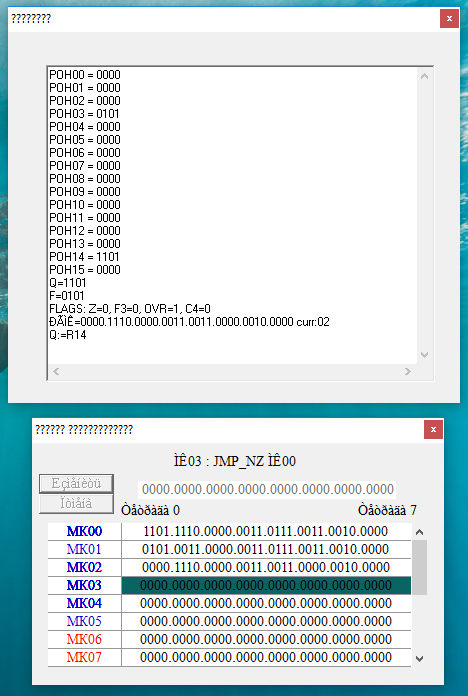 ????????
x
POH00 = 0000
POH01 = 0000
POH02 = 0000
POH03 = 0101
POH04 = 0000
POH05 = 0000
POH06 = 0000
POH07 = 0000
POH08 = 0000
POH09 = 0000
POH10 = 0000
POH11 = 0000
POH12 = 0000
POH13 = 0000
POH14 = 1101
POH15 = 0000
Q=1101
F=0101
FLAGS: Z=0, F3=0, OVR=1, C4=0
ÐÃÌÊ=0000.1110.0000.0011.0011.0000.0010.0000 curr:02
Q:=R14
?????? ?????????????
x
ÌÊ03 : JMP_NZ ÌÊ00
Èçìåíèòü
0000.0000.0000.0000.0000.0000.0000.0000
Îòìåíà
Òåòðàäà 0 Òåòðàäà 7
MK00 1101.1110.0000.0011.0111.0011.0010.0000
MK01 0101.0011.0000.0011.0111.0011.0010.0000
MK02 0000.1110.0000.0011.0011.0000.0010.0000
MK03 0000.0000.0000.0000.0000.0000.0000.0000
MK04 0000.0000.0000.0000.0000.0000.0000.0000
MK05 0000.0000.0000.0000.0000.0000.0000.0000
MK06 0000.0000.0000.0000.0000.0000.0000.0000
MK07 0000.0000.0000.0000.0000.0000.0000.0000